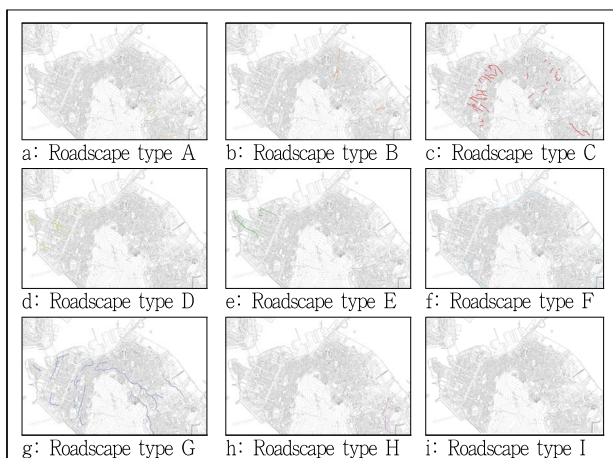 a: Roadscape type A
b: Roadscape type B
c: Roadscape type C
d: Roadscape type D
e: Roadscape type E
f: Roadscape type F
g: Roadscape type G
h: Roadscape type H
i: Roadscape type I